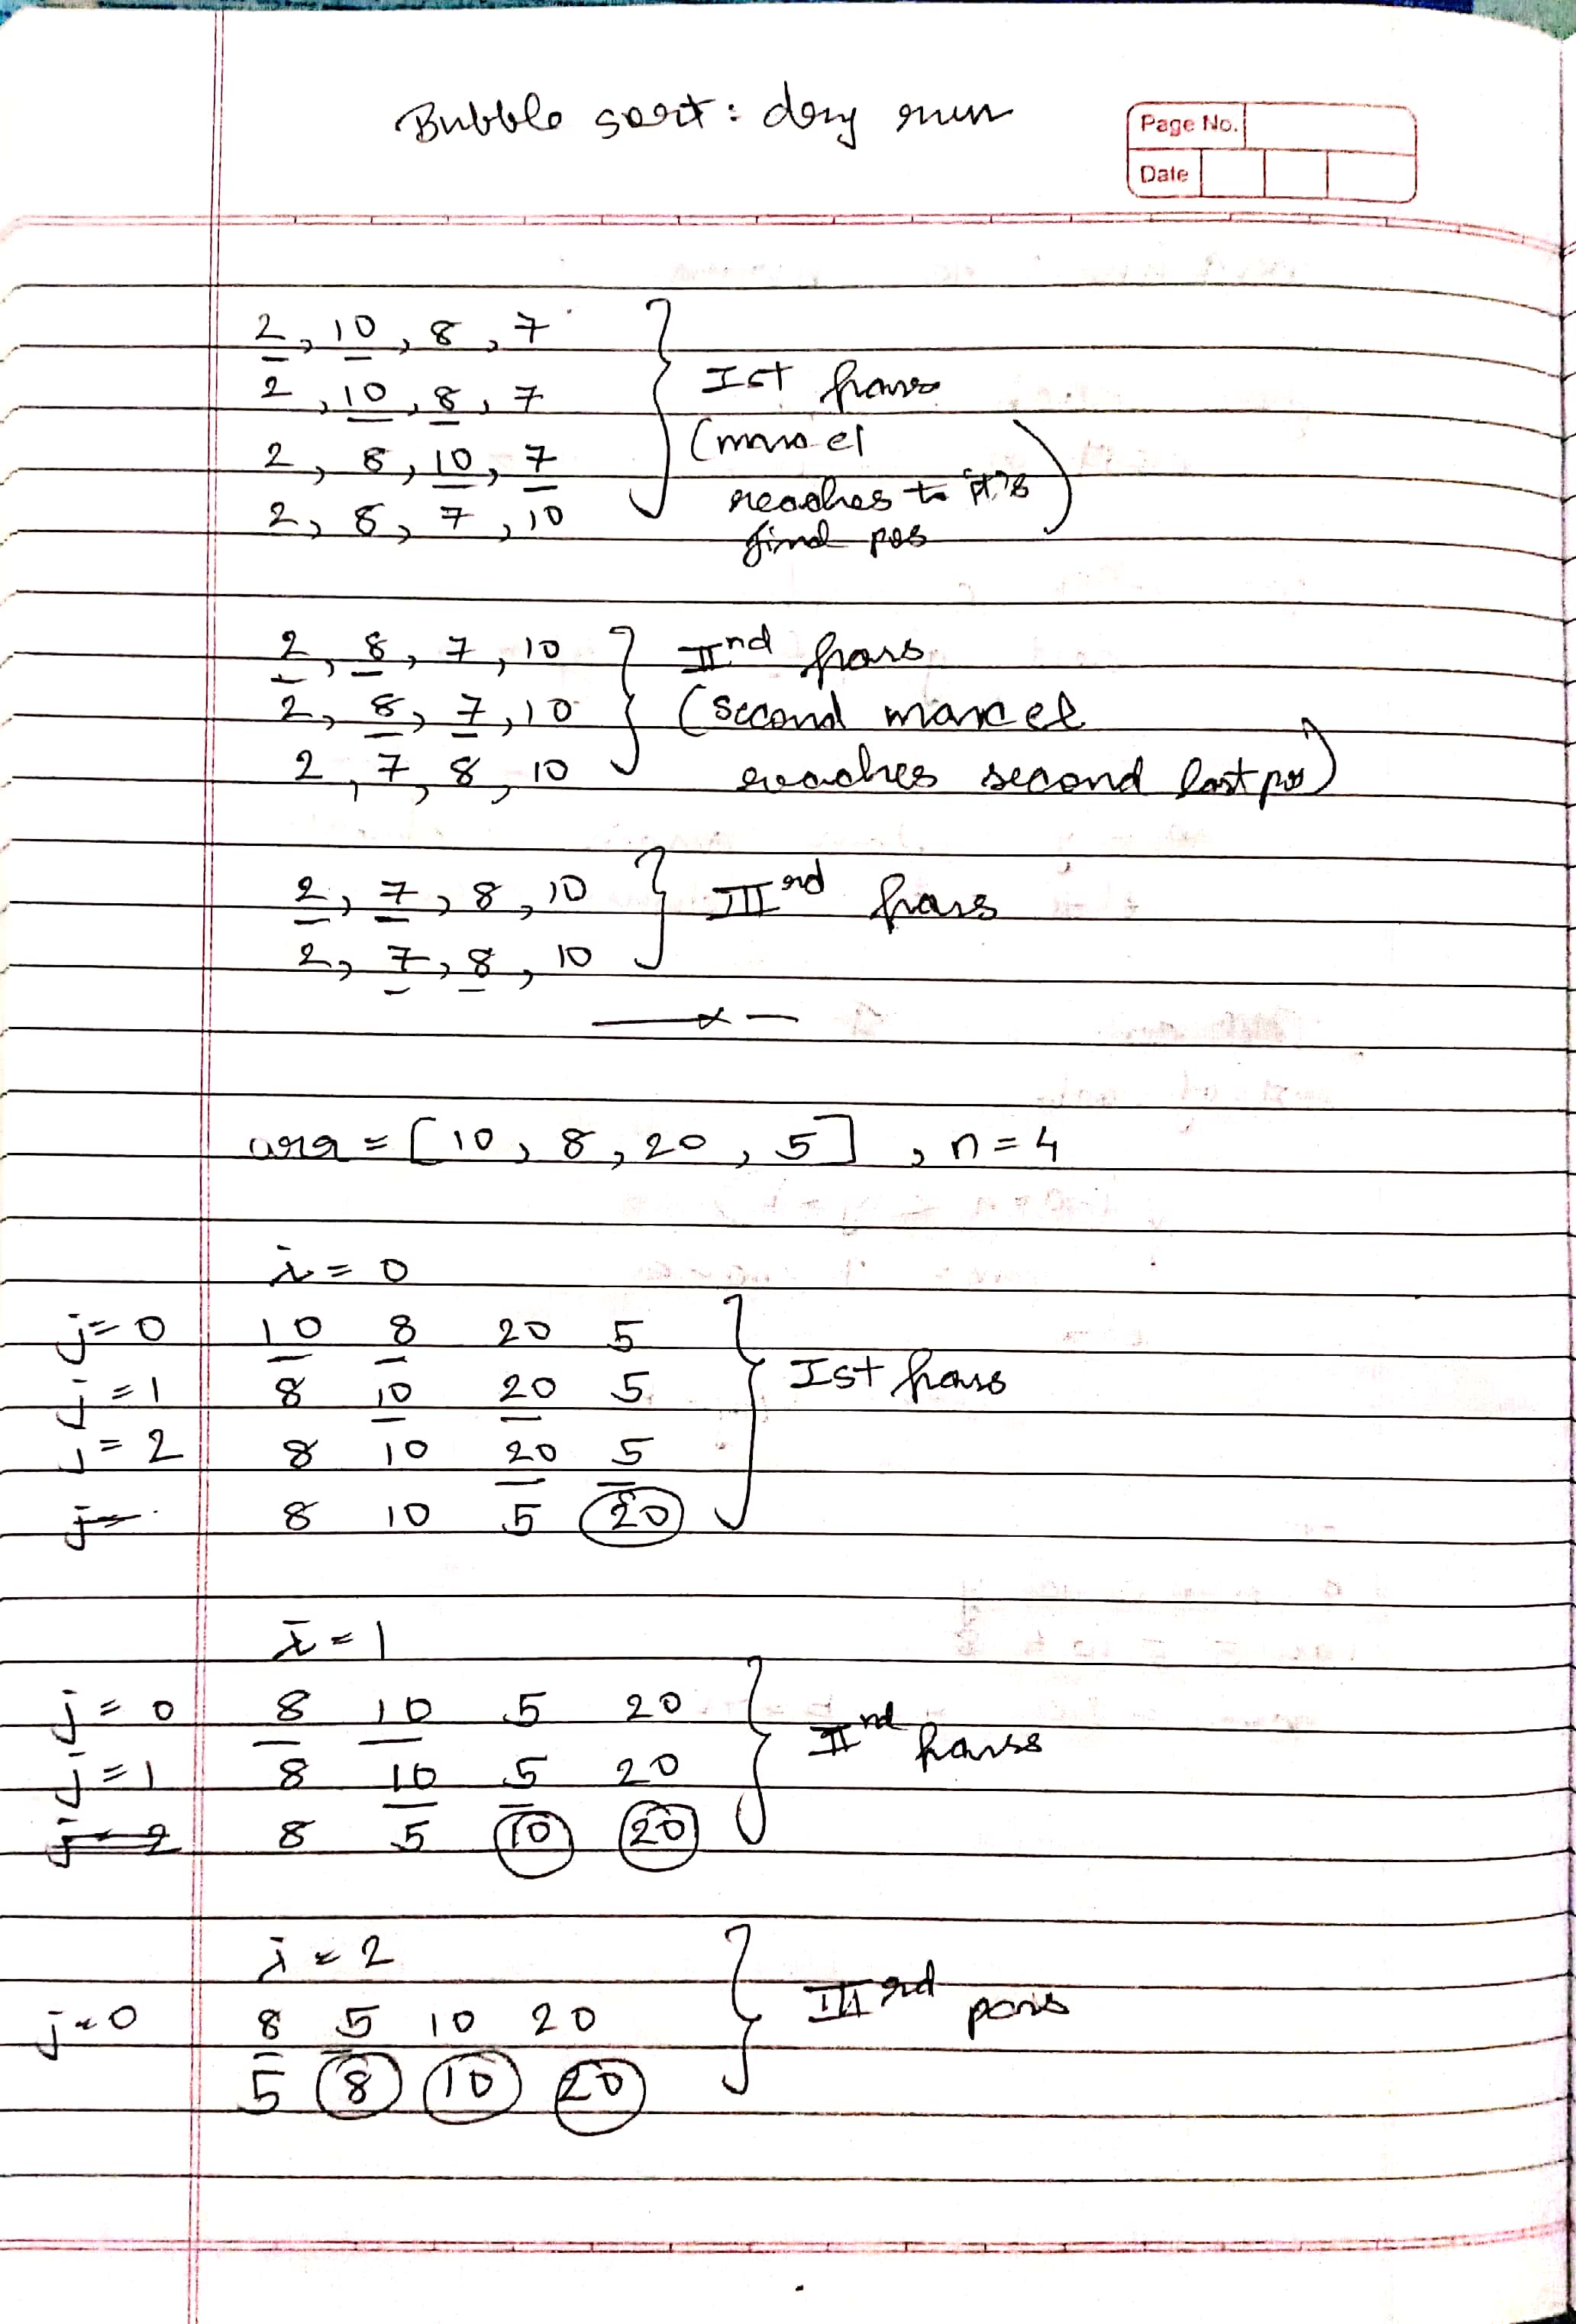 Bubble sort: dry run
Page No.
Date
2, 10, 8, 7
2, 10, 8, 7
Ist pass
2, 8, 10, 7
(max el
reaches to it's
2, 8, 7, 10
final pos)
2, 8, 7, 10
IInd pass
2, 8, 7, 10
(second max el
2, 7, 8, 10
reaches second last pos)
2, 7, 8, 10
IIIrd pass
2, 7, 8, 10
— x —
arr = [10, 8, 20, 5], n=4
i = 0
j=0 10 8 20 5
j=1 8 10 20 5
Ist pass
j=2 8 10 20 5
j= 8 10 5 20
i=1
j=0 8 10 5 20
IInd pass
j=1 8 10 5 20
j=2 8 5 10 20
i=2
IIIrd pass
j=0 8 5 10 20
5 8 10 20